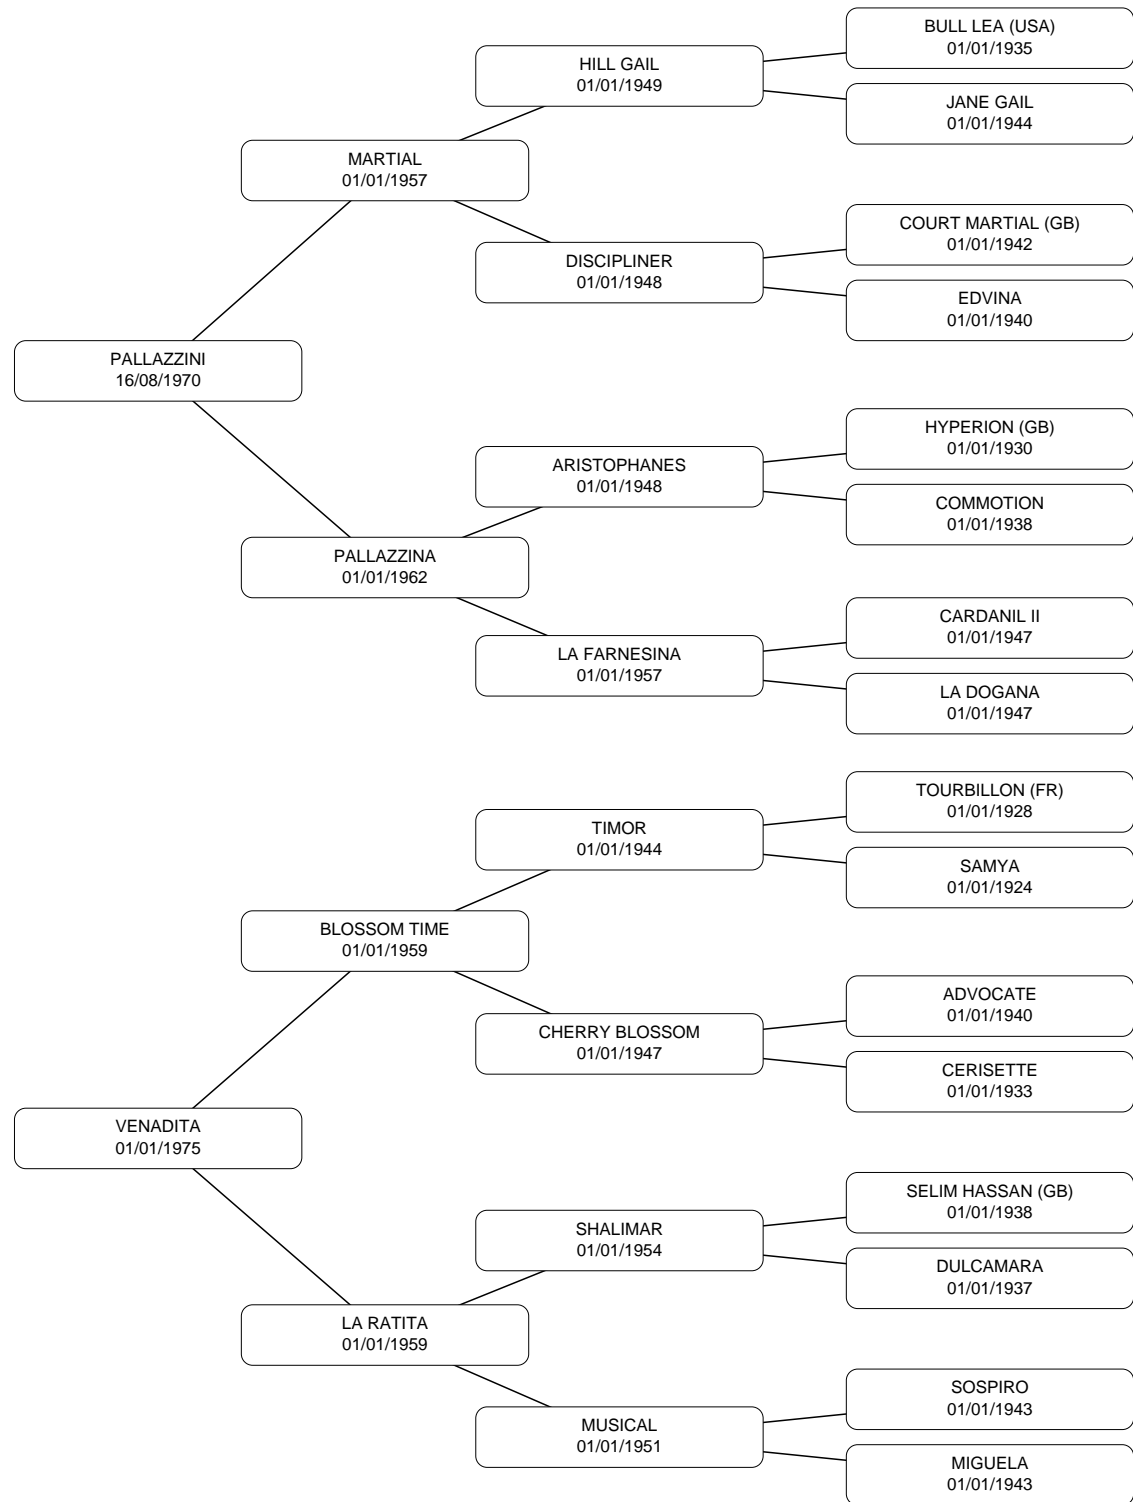 BULL LEA (USA)
01/01/1935
HILL GAIL
01/01/1949
JANE GAIL
01/01/1944
MARTIAL
01/01/1957
COURT MARTIAL (GB)
01/01/1942
DISCIPLINER
01/01/1948
EDVINA
01/01/1940
PALLAZZINI
16/08/1970
HYPERION (GB)
01/01/1930
ARISTOPHANES
01/01/1948
COMMOTION
01/01/1938
PALLAZZINA
01/01/1962
CARDANIL II
01/01/1947
LA FARNESINA
01/01/1957
LA DOGANA
01/01/1947
TOURBILLON (FR)
01/01/1928
TIMOR
01/01/1944
SAMYA
01/01/1924
BLOSSOM TIME
01/01/1959
ADVOCATE
01/01/1940
CHERRY BLOSSOM
01/01/1947
CERISETTE
01/01/1933
VENADITA
01/01/1975
SELIM HASSAN (GB)
01/01/1938
SHALIMAR
01/01/1954
DULCAMARA
01/01/1937
LA RATITA
01/01/1959
SOSPIRO
01/01/1943
MUSICAL
01/01/1951
MIGUELA
01/01/1943